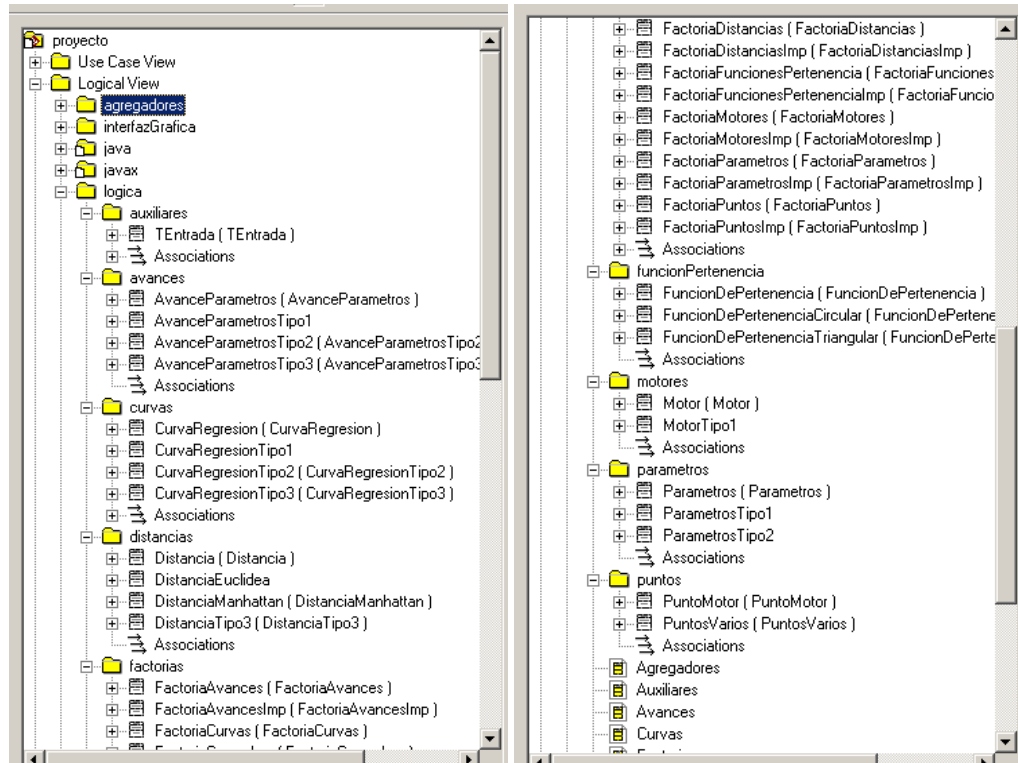 proyecto
Use Case View
Logical View
agregadores
interfazGrafica
java
javax
logica
auxiliares
TEntrada ( TEntrada )
Associations
avances
AvanceParametros ( AvanceParametros )
AvanceParametrosTipo1
AvanceParametrosTipo2 ( AvanceParametrosTipo2
AvanceParametrosTipo3 ( AvanceParametrosTipo3
Associations
curvas
CurvaRegresion ( CurvaRegresion )
CurvaRegresionTipo1
CurvaRegresionTipo2 ( CurvaRegresionTipo2 )
CurvaRegresionTipo3 ( CurvaRegresionTipo3 )
Associations
distancias
Distancia ( Distancia )
DistanciaEuclidea
DistanciaManhattan ( DistanciaManhattan )
DistanciaTipo3 ( DistanciaTipo3 )
Associations
factorias
FactoriaAvances ( FactoriaAvances )
FactoriaAvancesImp ( FactoriaAvancesImp )
FactoriaCurvas ( FactoriaCurvas )
FactoriaDistancias ( FactoriaDistancias )
FactoriaDistanciasImp ( FactoriaDistanciasImp )
FactoriaFuncionesPertenencia ( FactoriaFunciones
FactoriaFuncionesPertenenciaImp ( FactoriaFuncio
FactoriaMotores ( FactoriaMotores )
FactoriaMotoresImp ( FactoriaMotoresImp )
FactoriaParametros ( FactoriaParametros )
FactoriaParametrosImp ( FactoriaParametrosImp )
FactoriaPuntos ( FactoriaPuntos )
FactoriaPuntosImp ( FactoriaPuntosImp )
Associations
funcionPertenencia
FuncionDePertenencia ( FuncionDePertenencia )
FuncionDePertenenciaCircular ( FuncionDePertene
FuncionDePertenenciaTriangular ( FuncionDePerte
Associations
motores
Motor ( Motor )
MotorTipo1
Associations
parametros
Parametros ( Parametros )
ParametrosTipo1
ParametrosTipo2
Associations
puntos
PuntoMotor ( PuntoMotor )
PuntosVarios ( PuntosVarios )
Associations
Agregadores
Auxiliares
Avances
Curvas